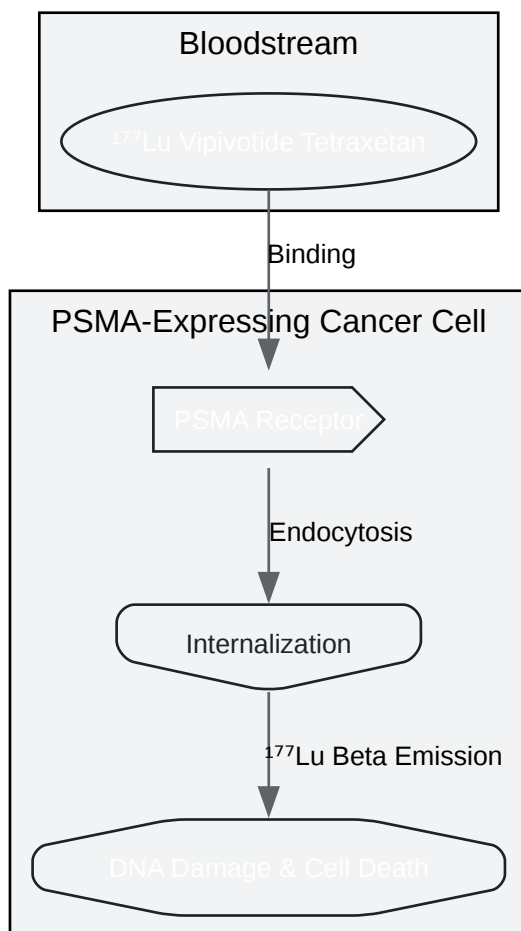 Bloodstream
¹⁷⁷Lu Vipivotide Tetraxetan
Binding
PSMA-Expressing Cancer Cell
PSMA Receptor
Endocytosis
Internalization
¹⁷⁷Lu Beta Emission
DNA Damage & Cell Death